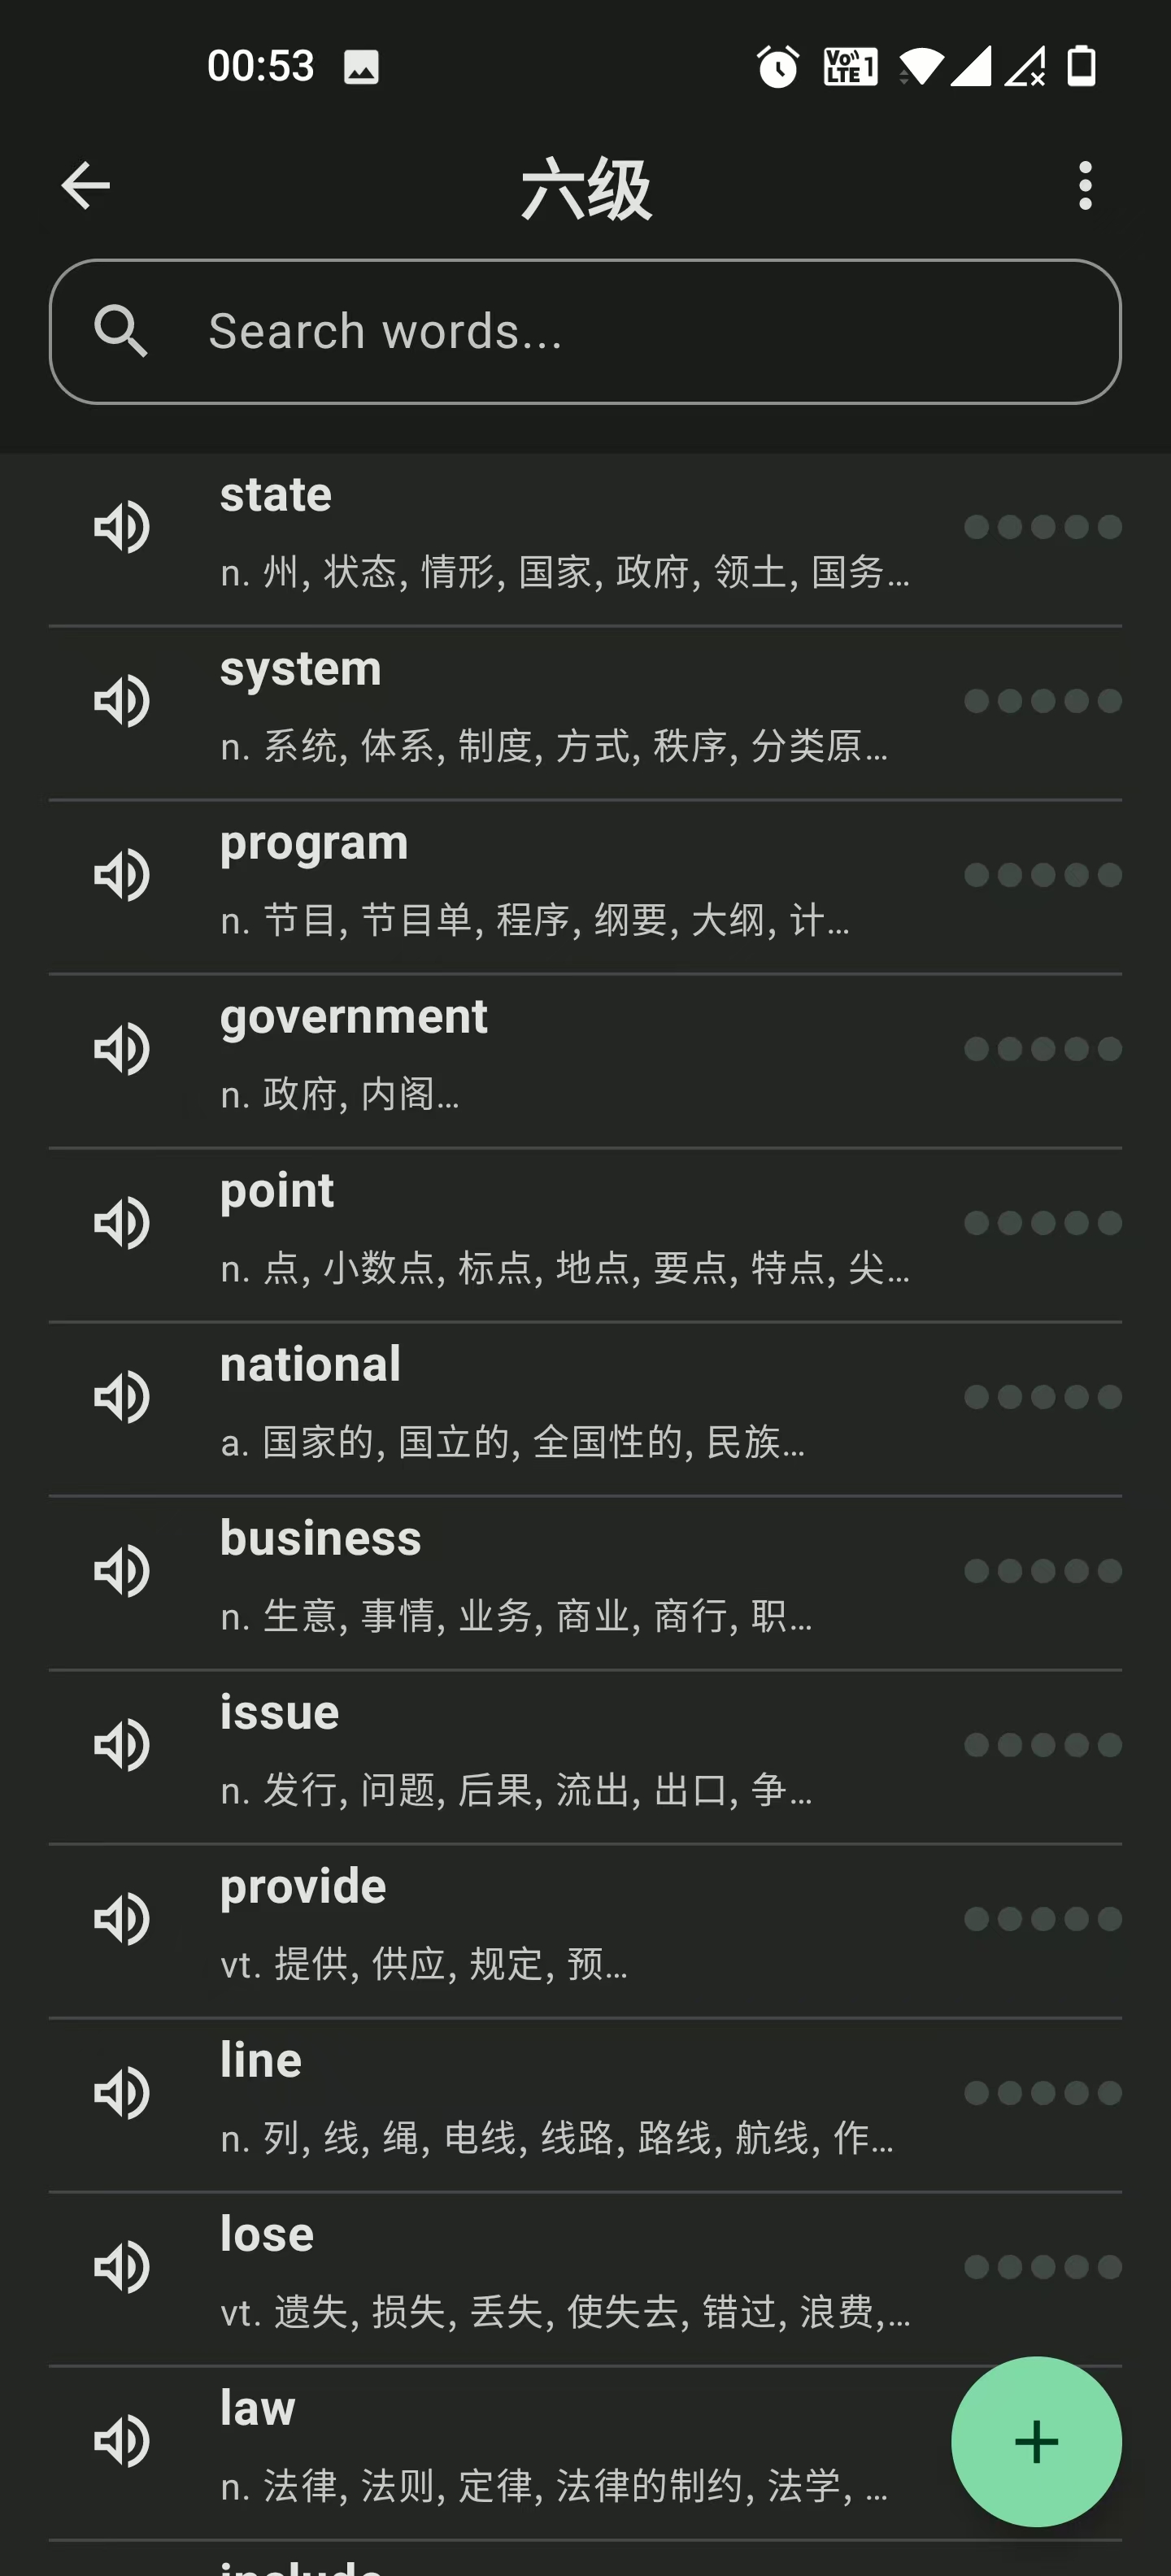 00:53
Vo)) LTE 1
六级
Search words...
state
n. 州, 状态, 情形, 国家, 政府, 领土, 国务...
system
n. 系统, 体系, 制度, 方式, 秩序, 分类原...
program
n. 节目, 节目单, 程序, 纲要, 大纲, 计...
government
n. 政府, 内阁...
point
n. 点, 小数点, 标点, 地点, 要点, 特点, 尖...
national
a. 国家的, 国立的, 全国性的, 民族...
business
n. 生意, 事情, 业务, 商业, 商行, 职...
issue
n. 发行, 问题, 后果, 流出, 出口, 争...
provide
vt. 提供, 供应, 规定, 预...
line
n. 列, 线, 绳, 电线, 线路, 路线, 航线, 作...
lose
vt. 遗失, 损失, 丢失, 使失去, 错过, 浪费,...
law
n. 法律, 法则, 定律, 法律的制约, 法学, ...
include